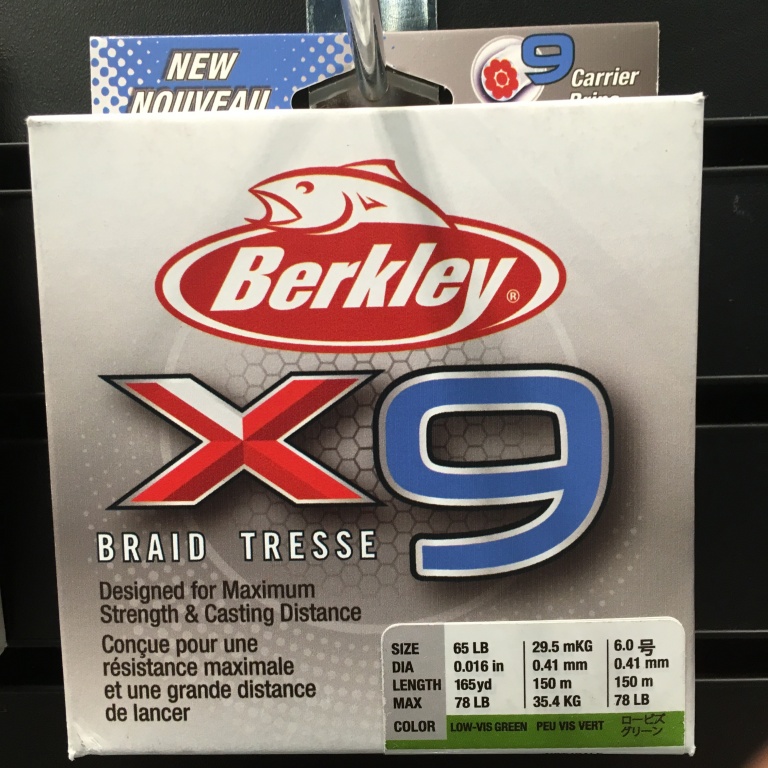 NEW
NOUVEAU
9 Carrier
Berkley®
X9
BRAID TRESSE
Designed for Maximum
Strength & Casting Distance
Conçue pour une
résistance maximale
et une grande distance
de lancer
SIZE 65 LB 29.5 mKG 6.0 号
DIA 0.016 in 0.41 mm 0.41 mm
LENGTH 165yd 150 m 150 m
MAX 78 LB 35.4 KG 78 LB
COLOR LOW-VIS GREEN PEU VIS VERT ロービズ
グリーン